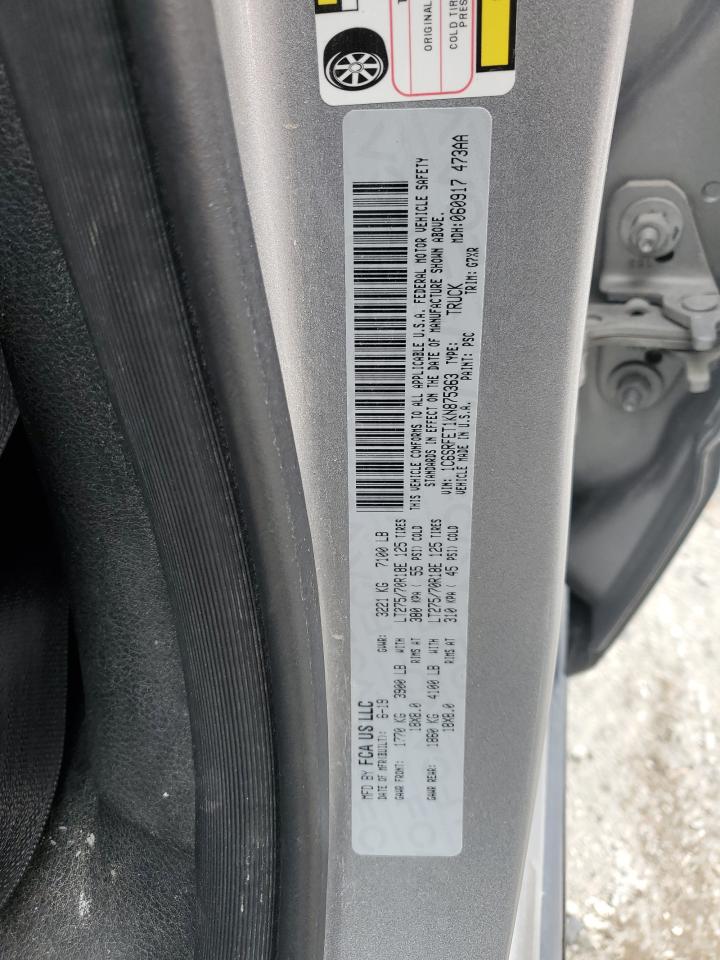 ORIGINAL
COLD TIRE
PRES
MFD BY FCA US LLC
DATE OF MFR(BUILT): 6-19 GVWR: 3221 KG 7100 LB
GAWR FRONT: 1770 KG 3900 LB WITH LT275/70R18E 125 TIRES
18X8.0 RIMS AT 380 KPA ( 55 PSI) COLD
GAWR REAR: 1860 KG 4100 LB WITH LT275/70R18E 125 TIRES
18X8.0 RIMS AT 310 KPA ( 45 PSI) COLD
THIS VEHICLE CONFORMS TO ALL APPLICABLE U.S.A. FEDERAL MOTOR VEHICLE SAFETY
STANDARDS IN EFFECT ON THE DATE OF MANUFACTURE SHOWN ABOVE.
VIN: 1C6SRFET1KN875363 TYPE: TRUCK MDH:060917 473AA
VEHICLE MADE IN U.S.A. PAINT: PSC TRIM: G7XR